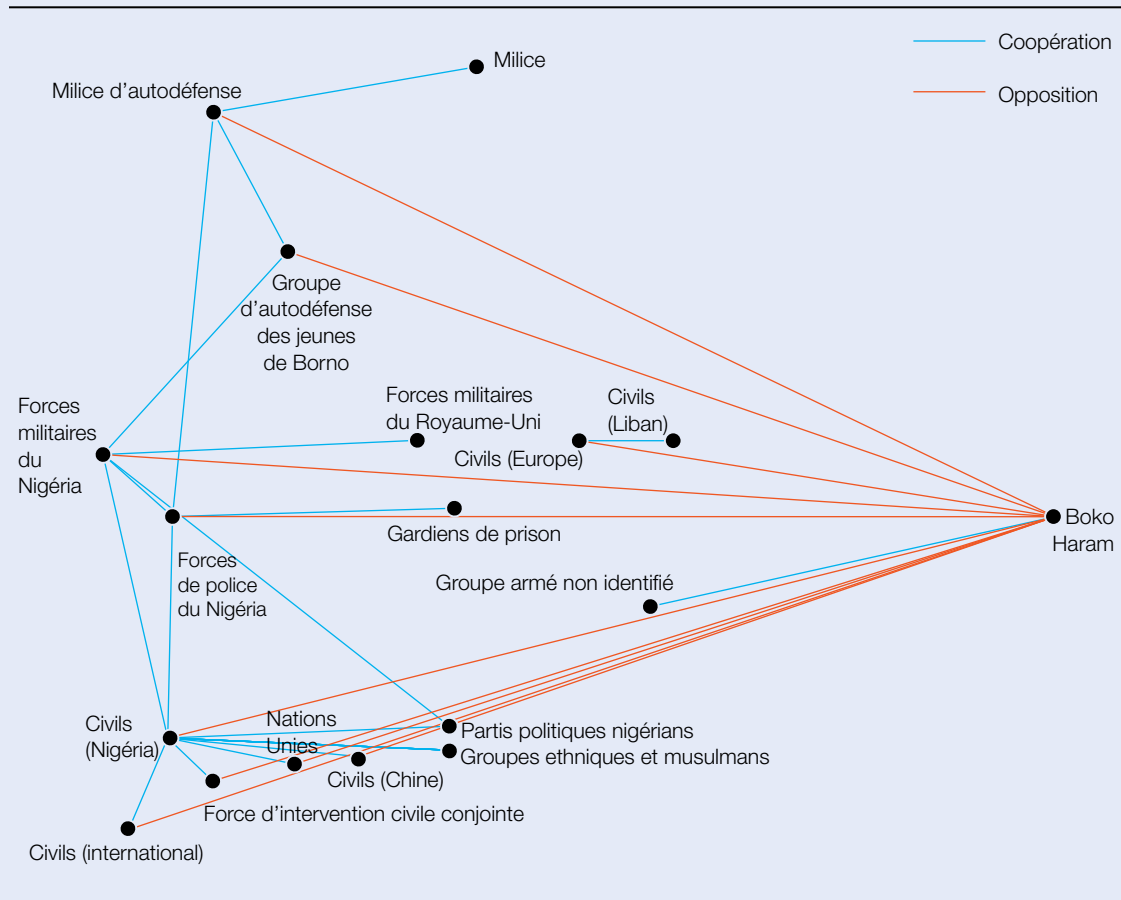 Coopération
Opposition
Milice
Milice d'autodéfense
Groupe
d'autodéfense
des jeunes
de Borno
Forces
militaires
du
Nigéria
Forces militaires
du Royaume-Uni
Civils
(Liban)
Civils (Europe)
Gardiens de prison
Boko
Haram
Forces
de police
du Nigéria
Groupe armé non identifié
Civils
(Nigéria)
Nations
Unies
Partis politiques nigérians
Groupes ethniques et musulmans
Civils (Chine)
Force d'intervention civile conjointe
Civils (international)